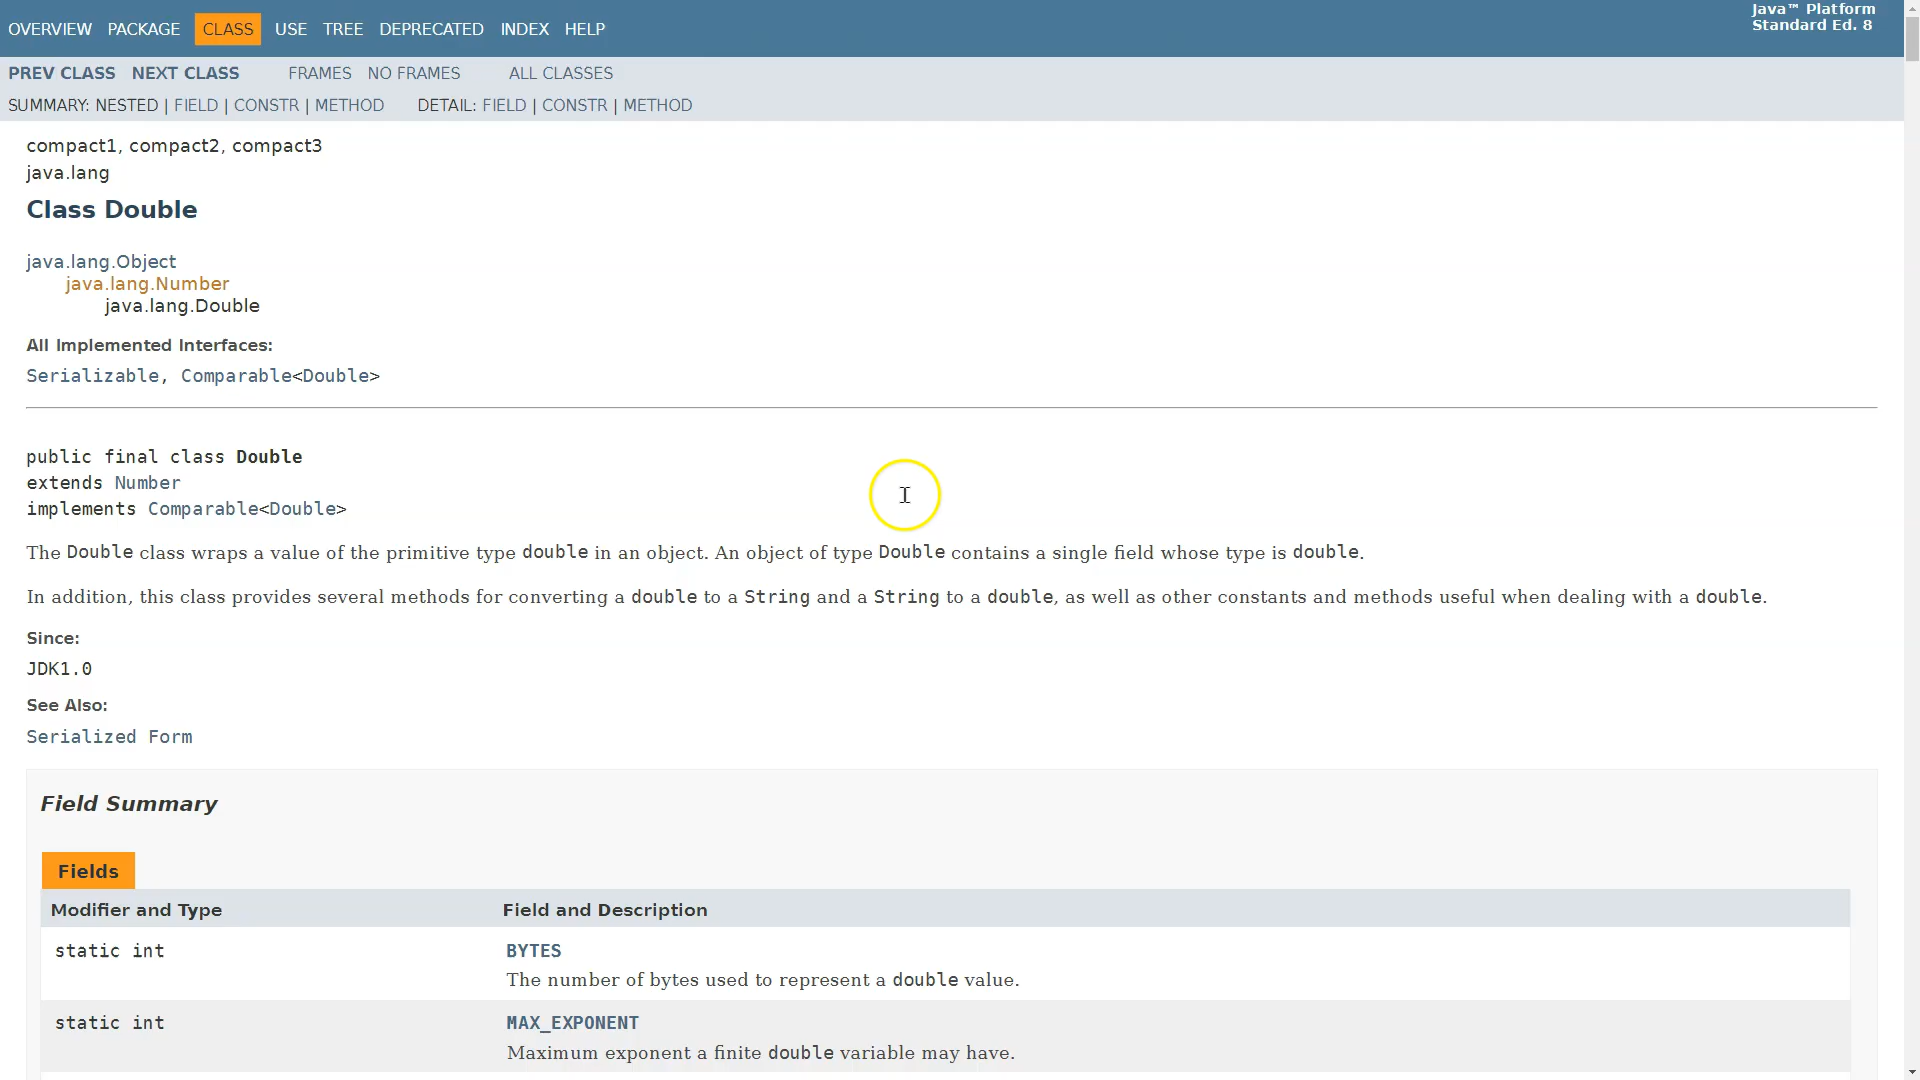 OVERVIEW PACKAGE CLASS USE TREE DEPRECATED INDEX HELP
Java™ Platform
Standard Ed. 8
PREV CLASS NEXT CLASS FRAMES NO FRAMES ALL CLASSES
SUMMARY: NESTED | FIELD | CONSTR | METHOD DETAIL: FIELD | CONSTR | METHOD
compact1, compact2, compact3
java.lang
Class Double
java.lang.Object
java.lang.Number
java.lang.Double
All Implemented Interfaces:
Serializable, Comparable<Double>
public final class Double
extends Number
implements Comparable<Double>
The Double class wraps a value of the primitive type double in an object. An object of type Double contains a single field whose type is double.
In addition, this class provides several methods for converting a double to a String and a String to a double, as well as other constants and methods useful when dealing with a double.
Since:
JDK1.0
See Also:
Serialized Form
Field Summary
Fields
Modifier and Type Field and Description
static int BYTES
The number of bytes used to represent a double value.
static int MAX_EXPONENT
Maximum exponent a finite double variable may have.